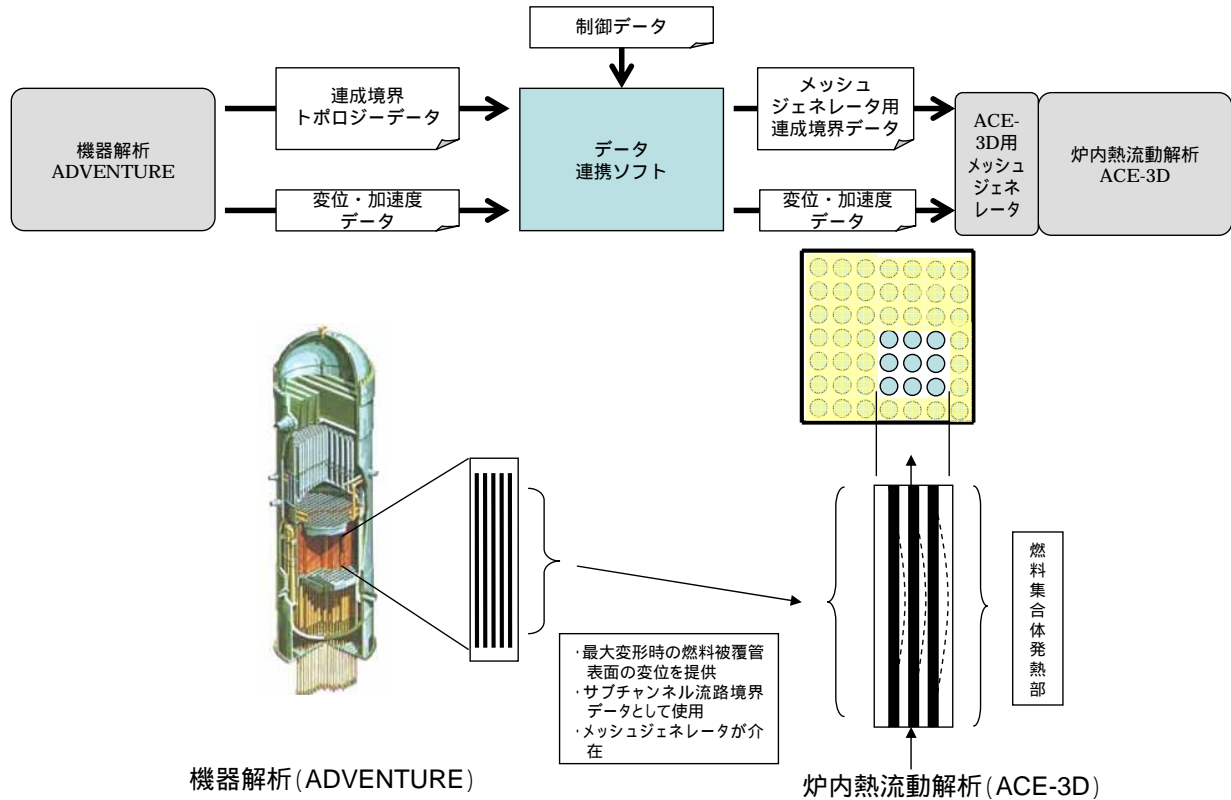 制御データ
連成境界
トポロジーデータ
メッシュ
ジェネレータ用
連成境界データ
機器解析
ADVENTURE
データ
連携ソフト
ACE-
3D用
メッシュ
ジェネ
レータ
炉内熱流動解析
ACE-3D
変位・加速度
データ
変位・加速度
データ
・最大変形時の燃料被覆管
表面の変位を提供
・サブチャンネル流路境界
データとして使用
・メッシュジェネレータが介
在
燃料集合体発熱部
機器解析(ADVENTURE)
炉内熱流動解析(ACE-3D)